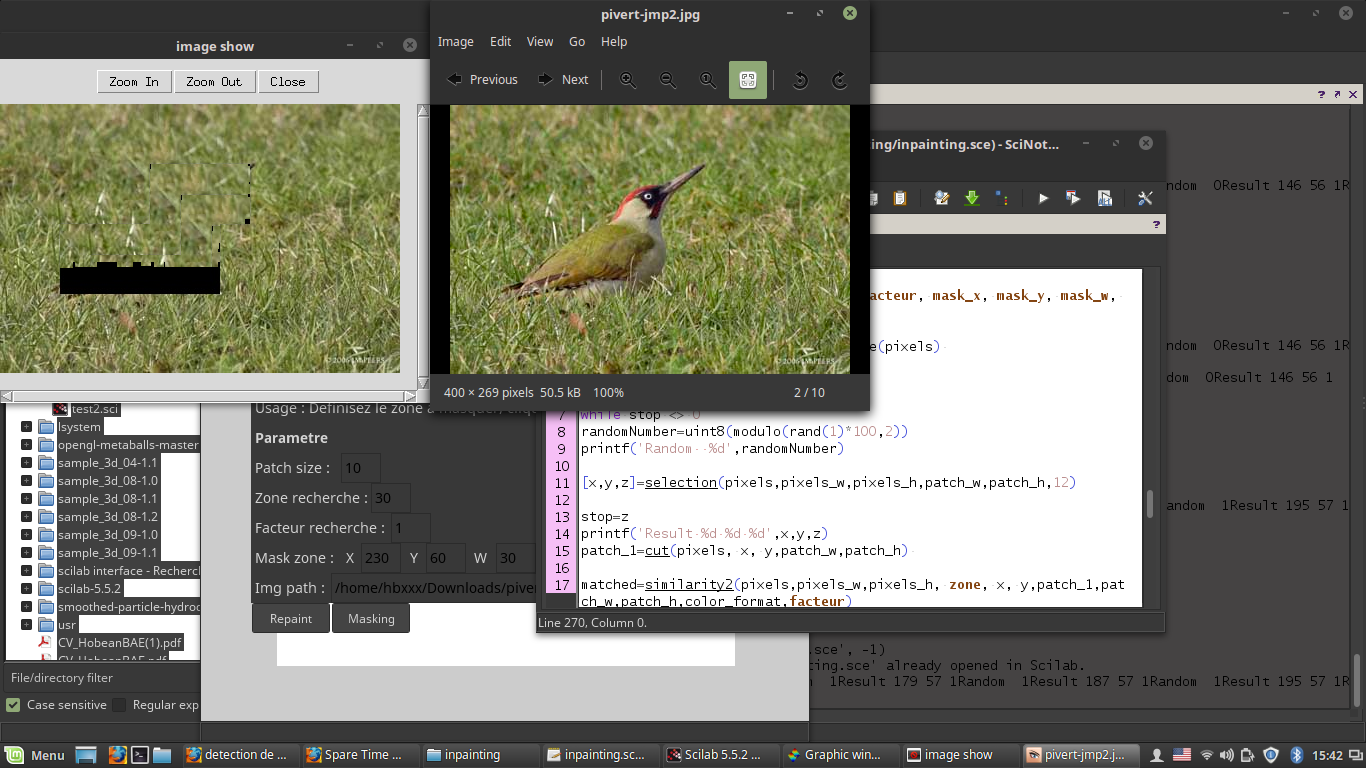 image show
Zoom In
Zoom Out
Close
pivert-jmp2.jpg
Image Edit View Go Help
Previous
Next
400 × 269 pixels 50.5 kB 100%
2 / 10
ing/inpainting.sce) - SciNot...
ndom 0Result 146 56 1R
ndom 0Result 146 56 1R
dom 0Result 146 56 1
andom 1Result 195 57 1R
acteur, mask_x, mask_y, mask_w,
e(pixels)
7 while stop <> 0
8 randomNumber=uint8(modulo(rand(1)*100,2))
9 printf('Random %d',randomNumber)
10
11 [x,y,z]=selection(pixels,pixels_w,pixels_h,patch_w,patch_h,12)
12
13 stop=z
14 printf('Result %d %d %d',x,y,z)
15 patch_1=cut(pixels, x, y,patch_w,patch_h)
16
17 matched=similarity2(pixels,pixels_w,pixels_h, zone, x, y,patch_1,pat
ch_w,patch_h,color_format,facteur)
Line 270, Column 0.
.sce', -1)
nting.sce' already opened in Scilab.
1Result 179 57 1Random 1Result 187 57 1Random 1Result 195 57 1R
test2.sci
lsystem
opengl-metaballs-master
sample_3d_04-1.1
sample_3d_08-1.0
sample_3d_08-1.1
sample_3d_08-1.2
sample_3d_09-1.0
sample_3d_09-1.1
scilab interface - Recherc
scilab-5.5.2
smoothed-particle-hydroc
usr
CV_HobeanBAE(1).pdf
CV_HobeanBAE.pdf
File/directory filter
Case sensitive
Regular exp
Usage : Definisez le zone a masquer,
Parametre
Patch size : 10
Zone recherche : 30
Facteur recherche : 1
Mask zone : X 230 Y 60 W 30
Img path : /home/hbxxx/Downloads/piver
Repaint
Masking
Menu
detection de ...
Spare Time ...
inpainting
inpainting.sc...
Scilab 5.5.2 ...
Graphic win...
image show
pivert-jmp2.j...
15:42